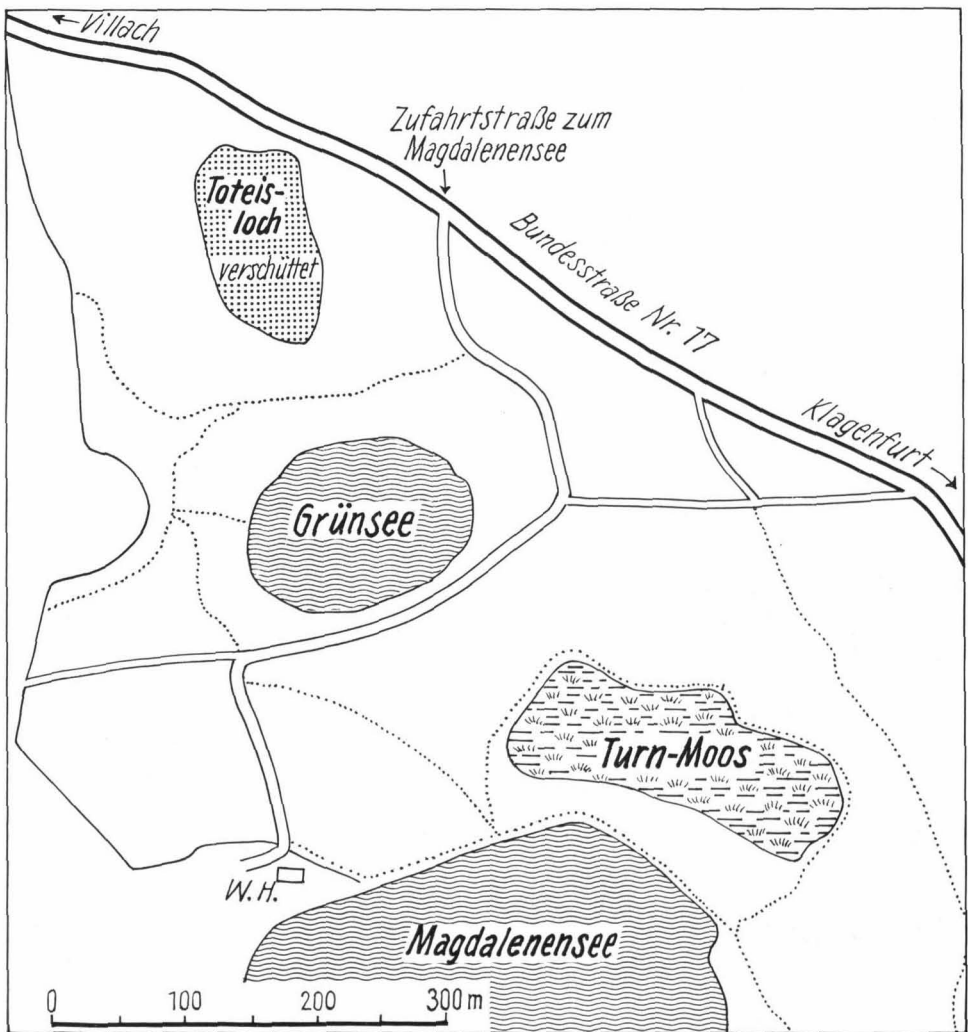 Villach
Zufahrtstraße zum
Magdalenensee
Toteis-
loch
verschüttet
Bundesstraße Nr. 17
Klagenfurt
Grünsee
Turn-Moos
W.H.
Magdalenensee
0 100 200 300 m